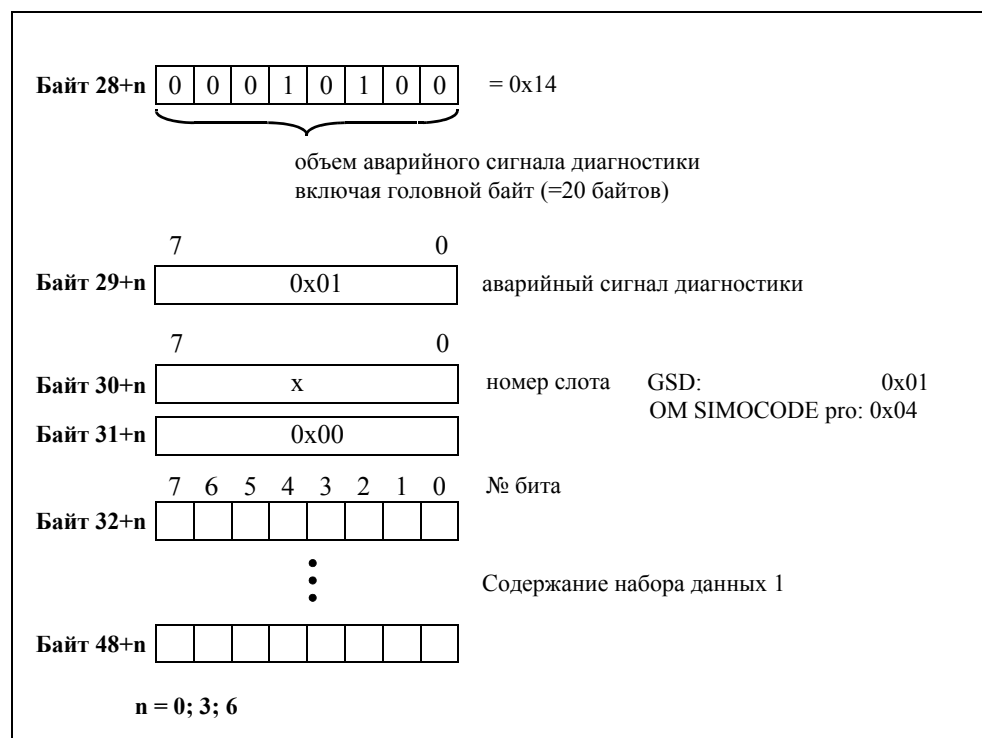 Байт 28+n 0 0 0 1 0 1 0 0 = 0x14
объем аварийного сигнала диагностики
включая головной байт (=20 байтов)
7 0
Байт 29+n 0x01 аварийный сигнал диагностики
7 0
Байт 30+n x номер слота GSD: 0x01
OM SIMOCODE pro: 0x04
Байт 31+n 0x00
7 6 5 4 3 2 1 0 № бита
Байт 32+n
Содержание набора данных 1
Байт 48+n
n = 0; 3; 6